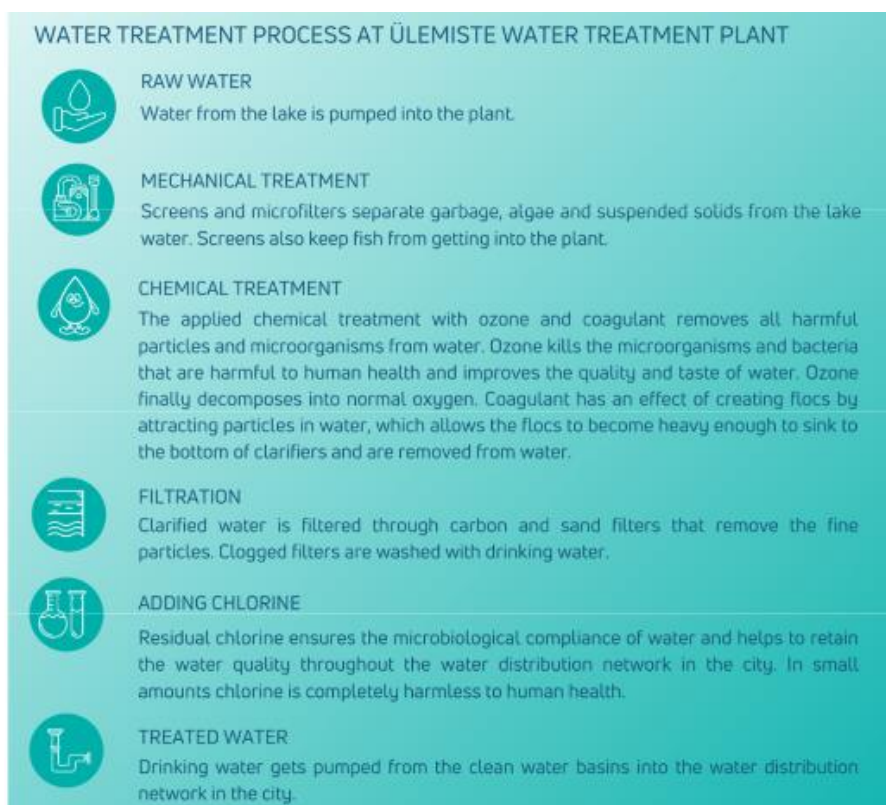 WATER TREATMENT PROCESS AT ÜLEMISTE WATER TREATMENT PLANT
RAW WATER
Water from the lake is pumped into the plant.
MECHANICAL TREATMENT
Screens and microfilters separate garbage, algae and suspended solids from the lake
water. Screens also keep fish from getting into the plant.
CHEMICAL TREATMENT
The applied chemical treatment with ozone and coagulant removes all harmful
particles and microorganisms from water. Ozone kills the microorganisms and bacteria
that are harmful to human health and improves the quality and taste of water. Ozone
finally decomposes into normal oxygen. Coagulant has an effect of creating flocs by
attracting particles in water, which allows the flocs to become heavy enough to sink to
the bottom of clarifiers and are removed from water.
FILTRATION
Clarified water is filtered through carbon and sand filters that remove the fine
particles. Clogged filters are washed with drinking water.
ADDING CHLORINE
Residual chlorine ensures the microbiological compliance of water and helps to retain
the water quality throughout the water distribution network in the city. In small
amounts chlorine is completely harmless to human health.
TREATED WATER
Drinking water gets pumped from the clean water basins into the water distribution
network in the city.